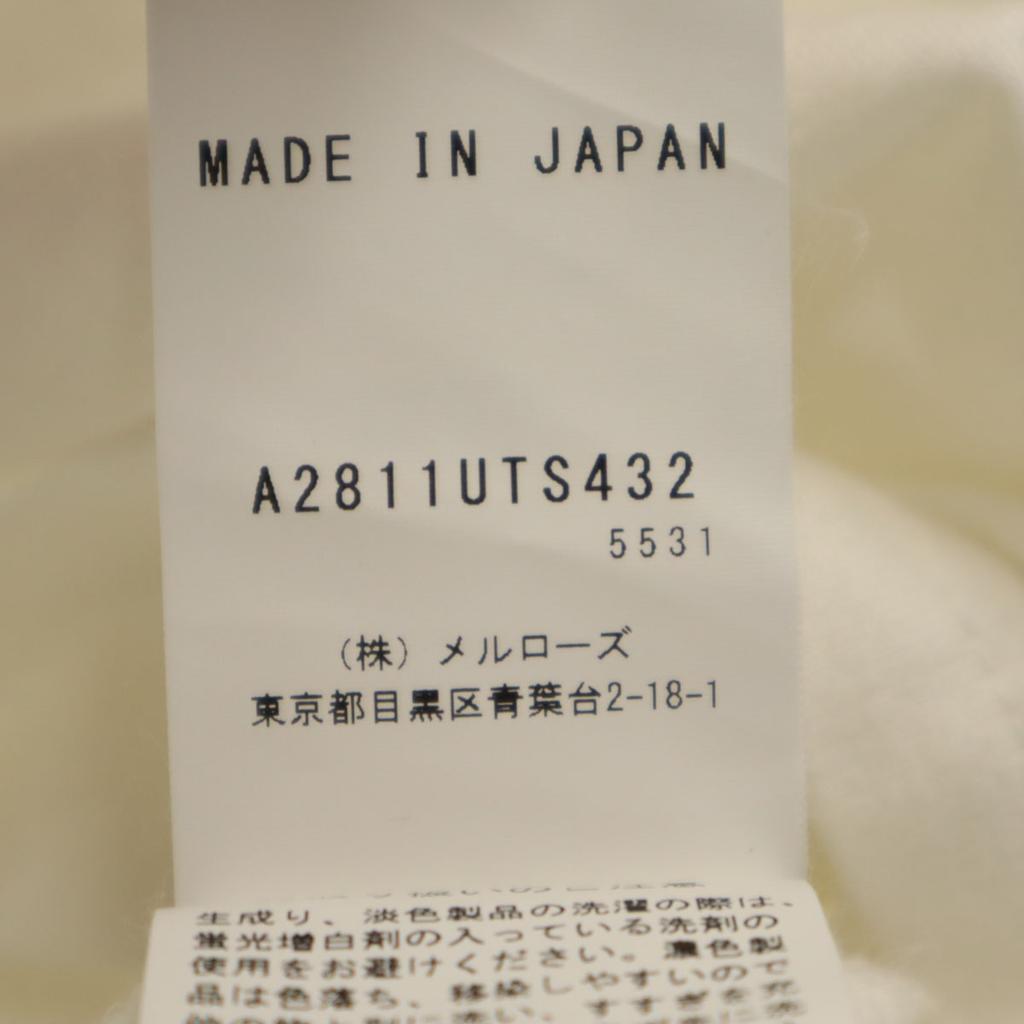 MADE IN JAPAN
A2811UTS432
5531
（株）メルローズ
東京都目黒区青葉台2-18-1
生成り、淡色製品の洗濯の際は、
蛍光増白剤の入っている洗剤の
使用をお避けください。濃色製
品は色落ち、移染しやすいので